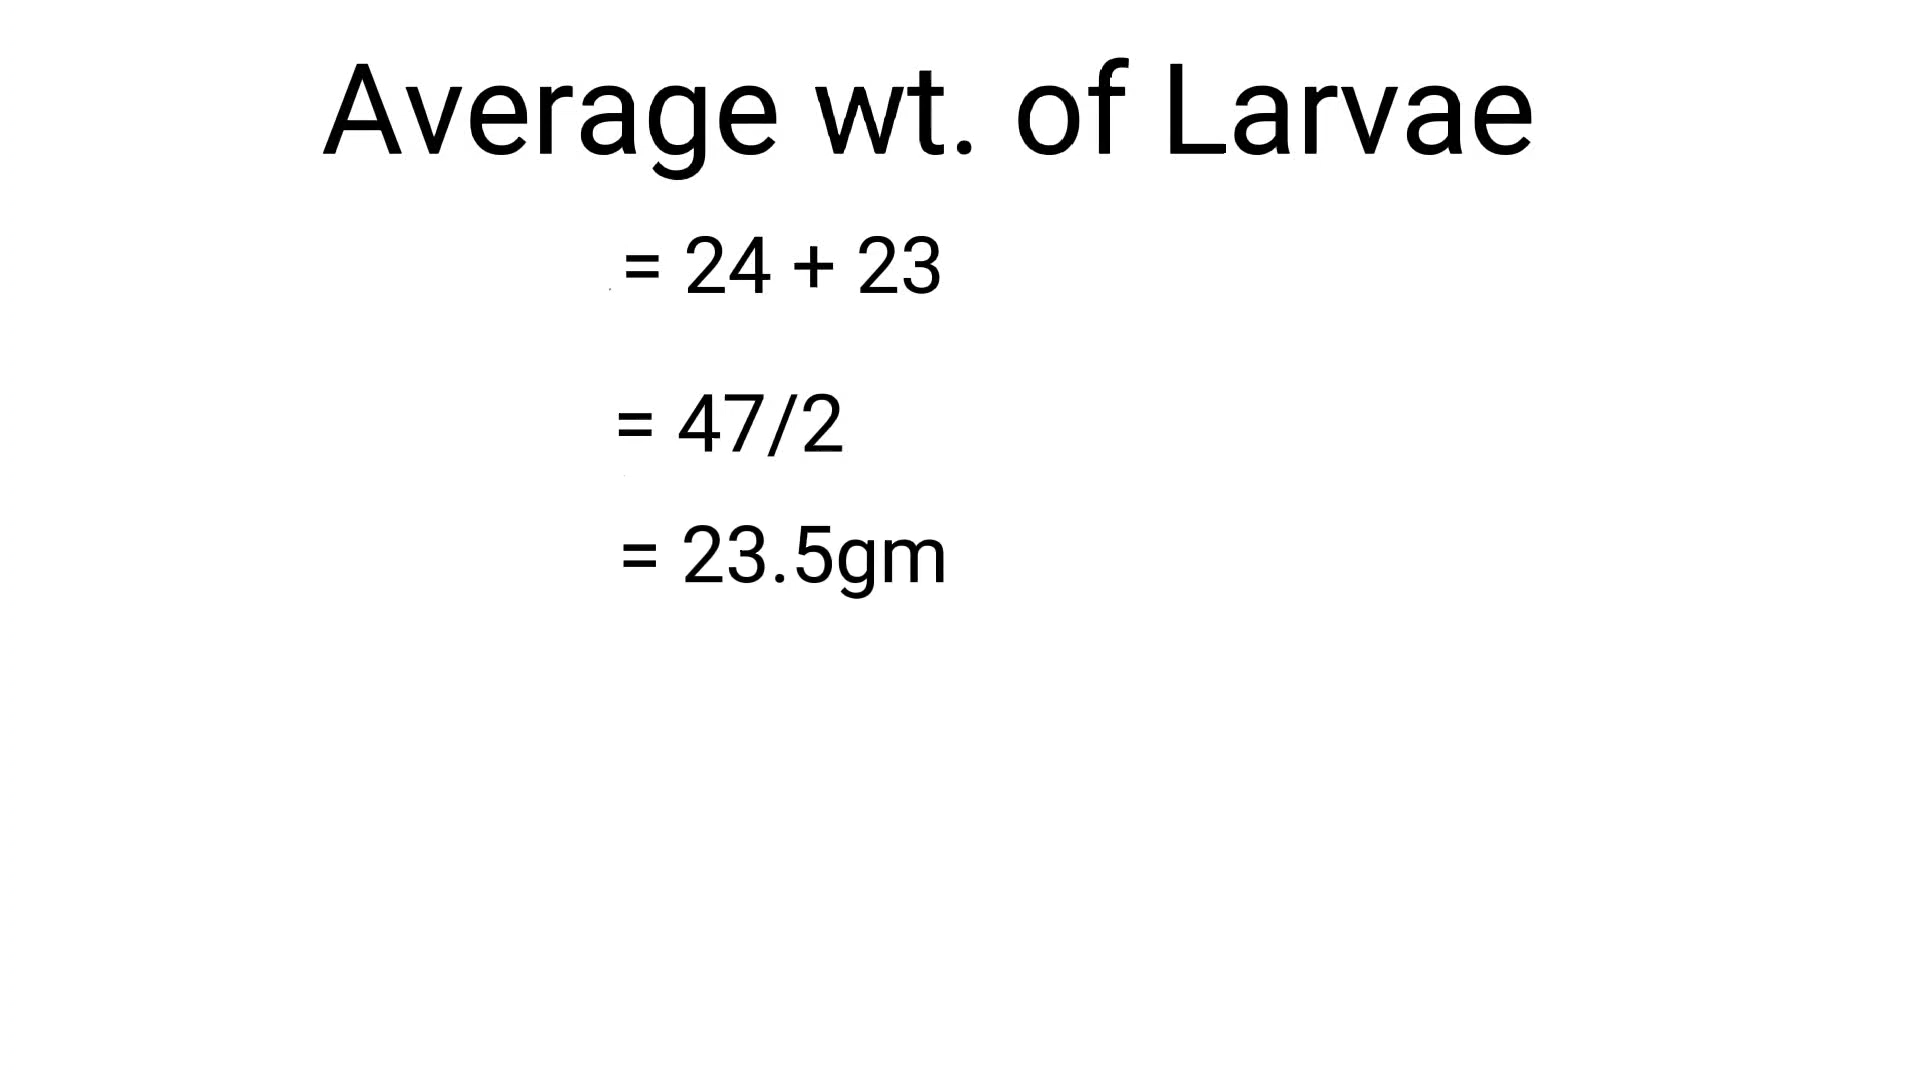 Average wt. of Larvae
= 24 + 23
= 47/2
= 23.5gm